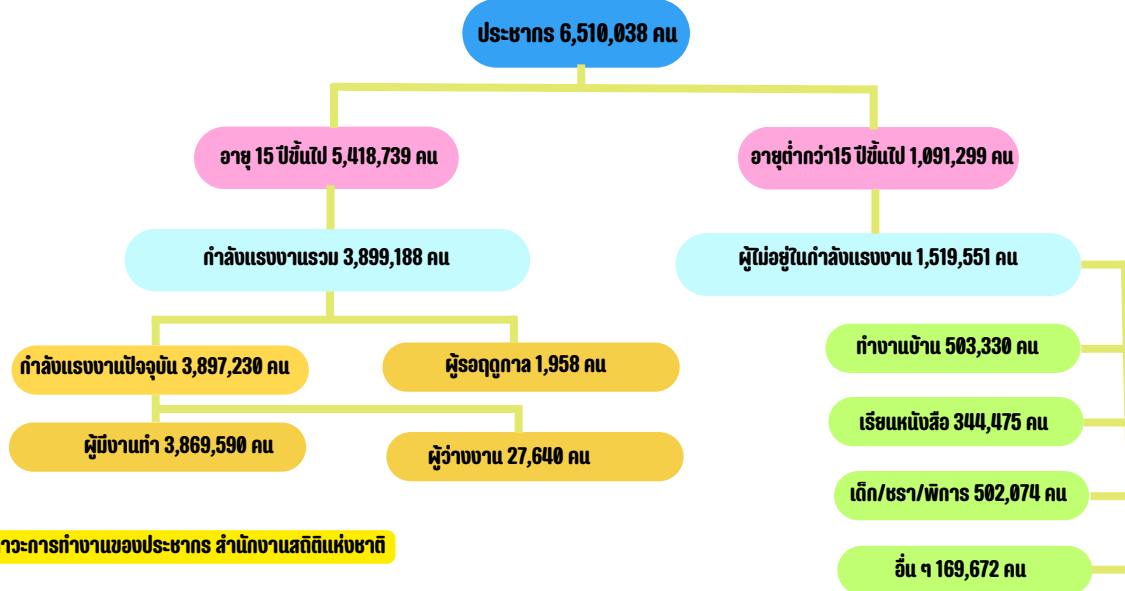 ประชากร 6,510,038 คน
อายุ 15 ปีขึ้นไป 5,418,739 คน
อายุต่ำกว่า15 ปีขึ้นไป 1,091,299 คน
กำลังแรงงานรวม 3,899,188 คน
ผู้ไม่อยู่ในกำลังแรงงาน 1,519,551 คน
กำลังแรงงานปัจจุบัน 3,897,230 คน
ผู้รอฤดูกาล 1,958 คน
ทำงานบ้าน 503,330 คน
เรียนหนังสือ 344,475 คน
ผู้มีงานทำ 3,869,590 คน
ผู้ว่างงาน 27,640 คน
เด็ก/ชรา/พิการ 502,074 คน
อื่น ๆ 169,672 คน
าวะการทำงานของประชากร สำนักงานสถิติแห่งชาติ